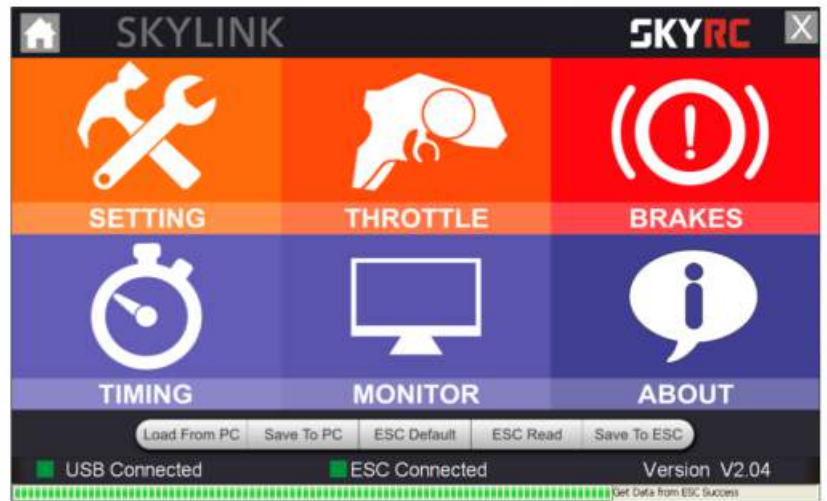 SKYLINK SKYRC X
SETTING THROTTLE BRAKES
TIMING MONITOR ABOUT
Load From PC Save To PC ESC Default ESC Read Save To ESC
USB Connected ESC Connected Version V2.04
Get Data from ESC Success